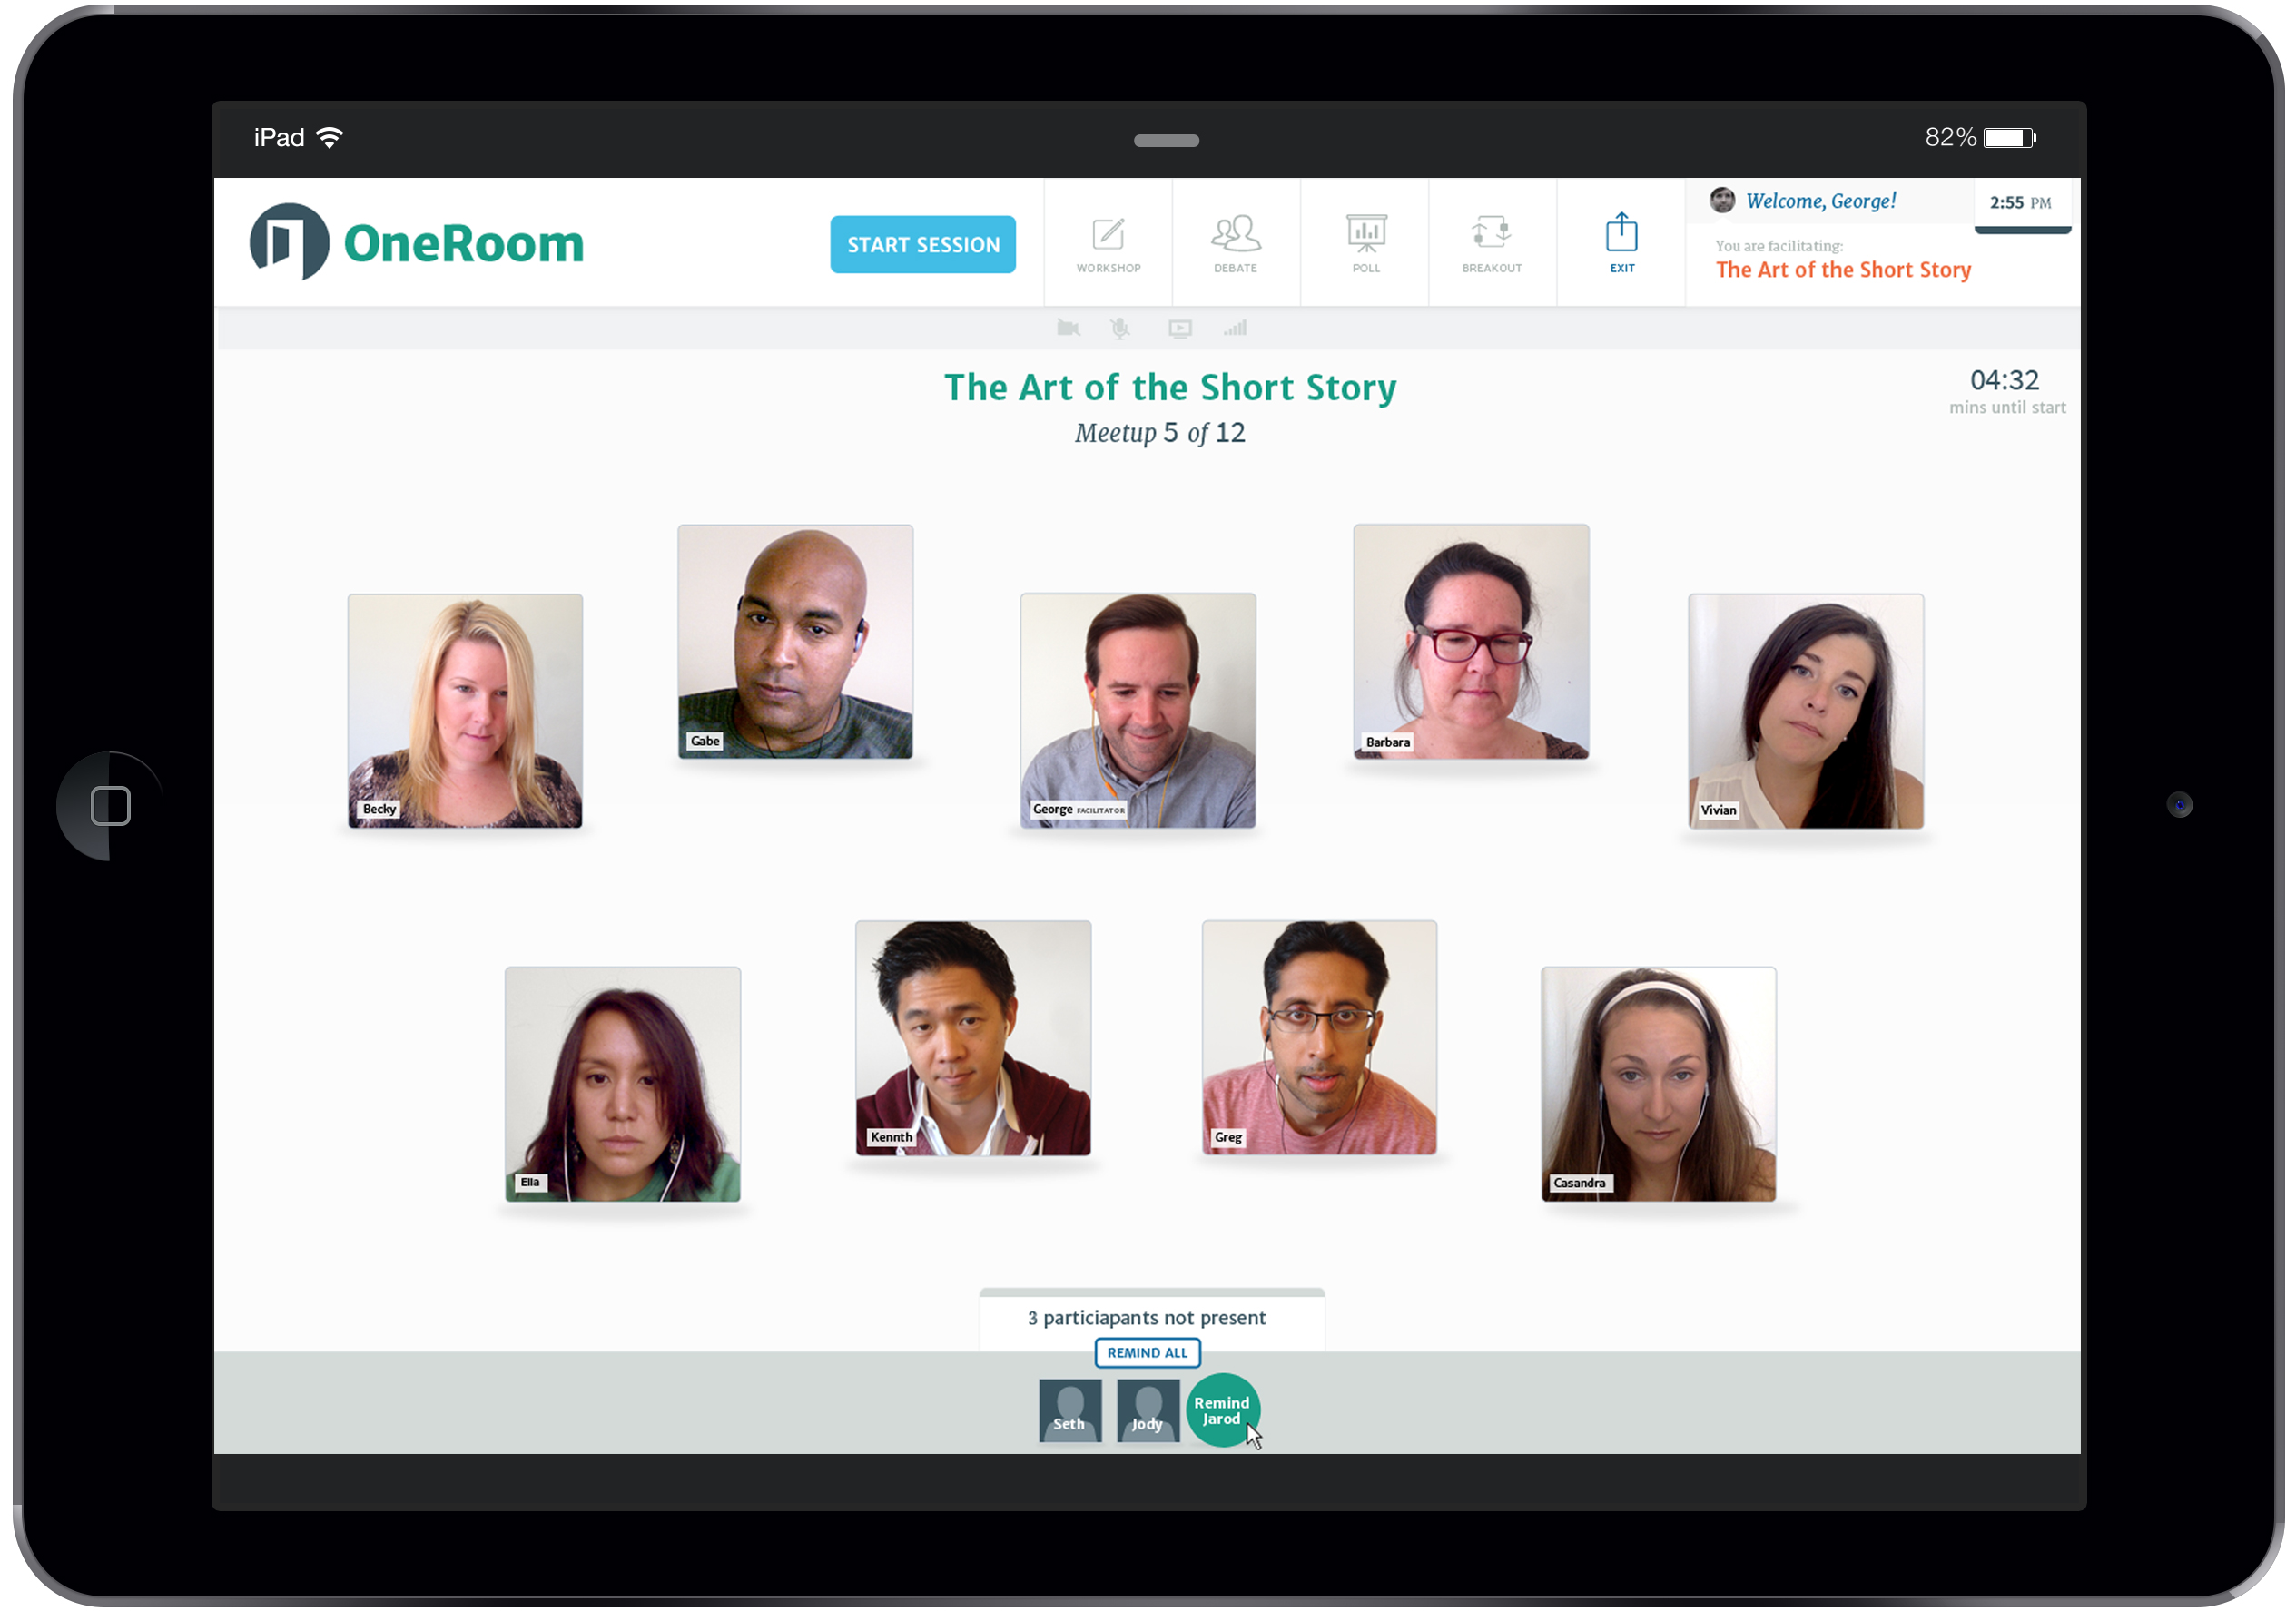 iPad
82%
OneRoom
START SESSION
WORKSHOP
DEBATE
POLL
BREAKOUT
EXIT
Welcome, George!
2:55 PM
You are facilitating:
The Art of the Short Story
The Art of the Short Story
Meetup 5 of 12
04:32
mins until start
Becky
Gabe
George FACILITATOR
Barbara
Vivian
Ella
Kennth
Greg
Casandra
3 particiapants not present
REMIND ALL
Seth
Jody
Remind
Jarod